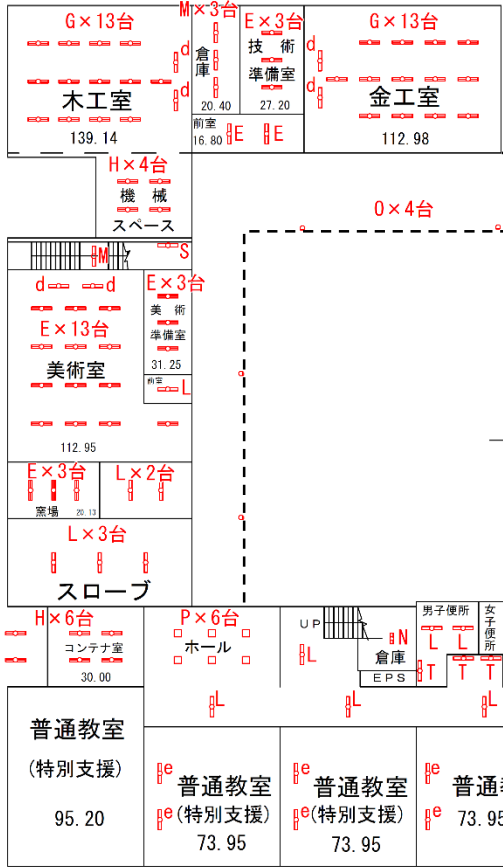 G×13台
M×3台
E×3台
G×13台
d
倉庫
技 術
準備室
d
d
木工室
20.40
27.20
d
金工室
139.14
前室
16.80
E
E
112.98
H×4台
機 械
スペース
O×4台
M
S
d
d
E×3台
美 術
準備室
E×13台
美術室
31.25
前室
L
112.95
E×3台
L×2台
窯場
20.13
L×3台
スローブ
H×6台
P×6台
UP
男子便所
女子便所
コンテナ室
ホール
L
N
倉庫
L
L
30.00
EPS
T
T
T
L
L
L
普通教室
(特別支援)
95.20
e
普通教室
e
(特別支援)
73.95
e
普通教室
e
(特別支援)
73.95
e
普通
e
73.95